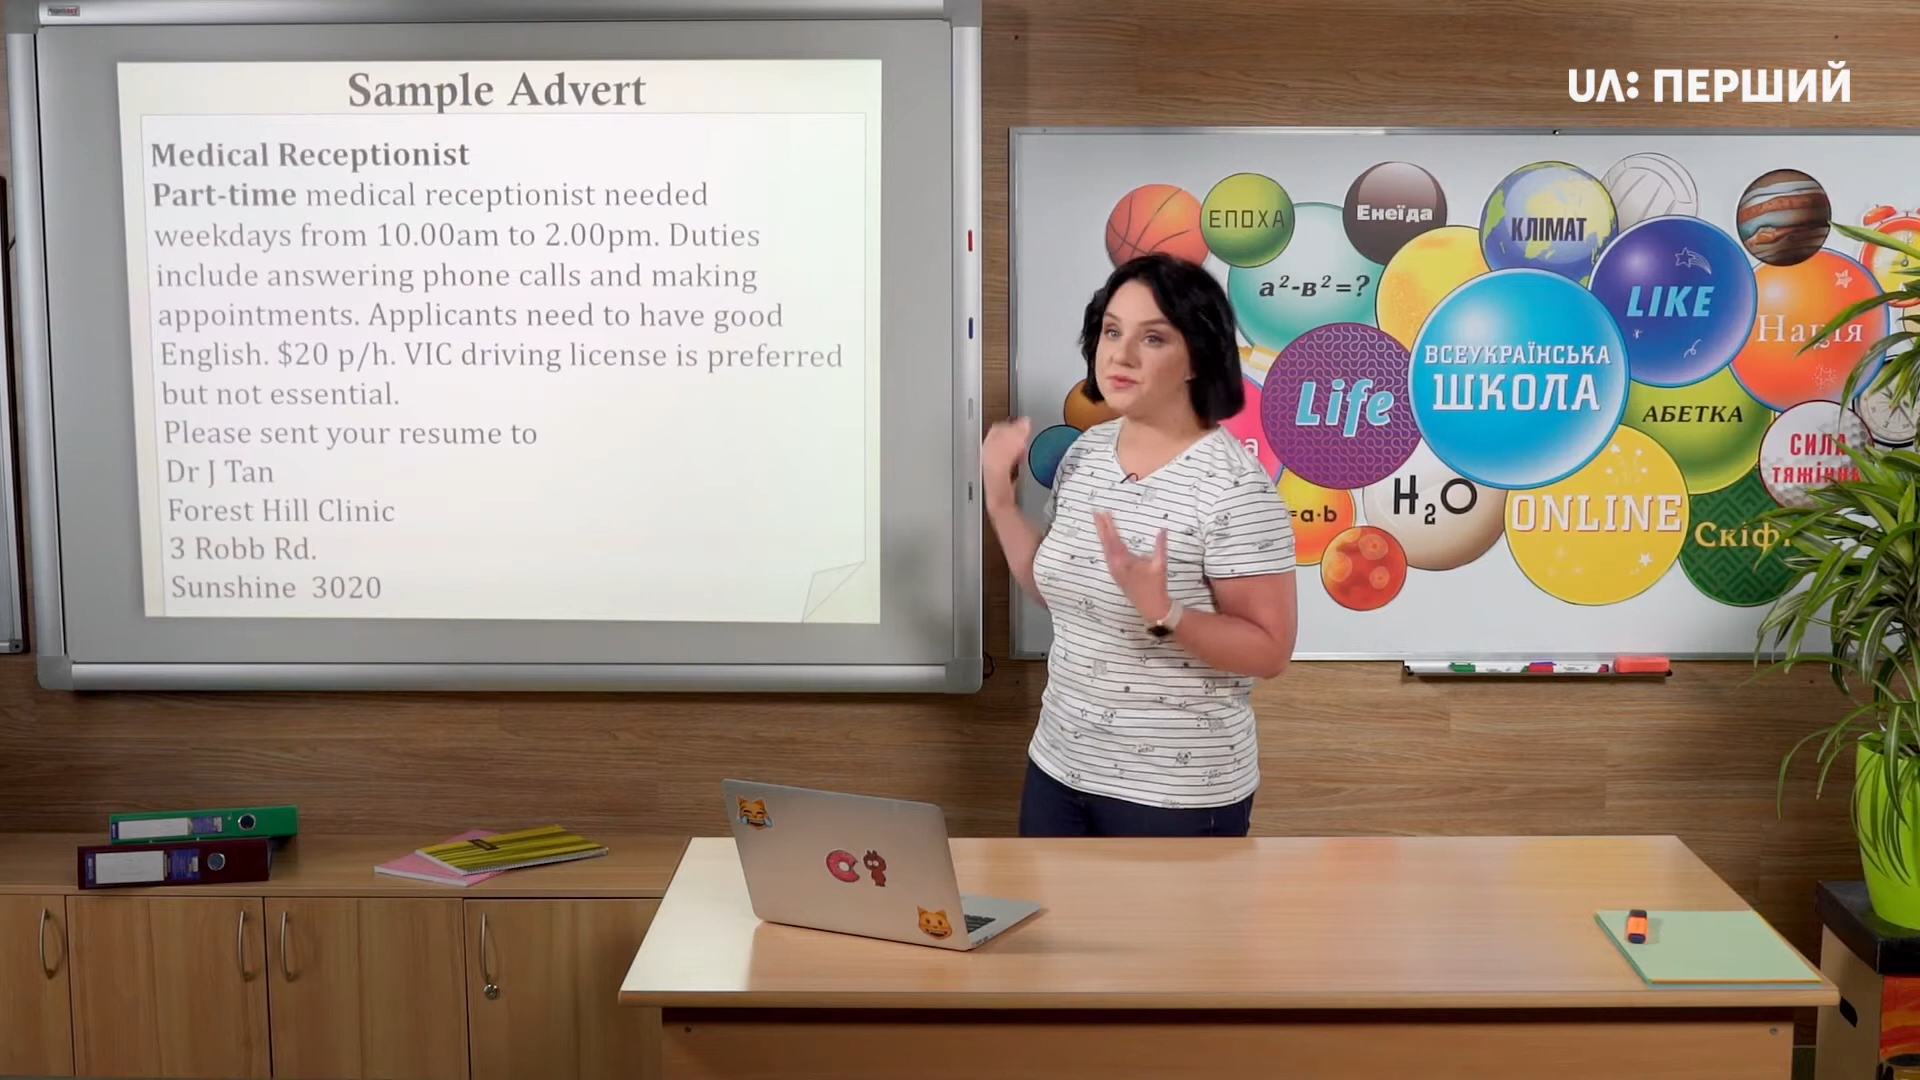 Sample Advert
Medical Receptionist
Part-time medical receptionist needed
weekdays from 10.00am to 2.00pm. Duties
include answering phone calls and making
appointments. Applicants need to have good
English. $20 p/h. VIC driving license is preferred
but not essential.
Please sent your resume to
Dr J Tan
Forest Hill Clinic
3 Robb Rd.
Sunshine 3020
UA: ПЕРШИЙ
ЕПОХА
Енеїда
КЛІМАТ
a²-в²=?
LIKE
Нація
Life
ВСЕУКРАЇНСЬКА
ШКОЛА
АБЕТКА
СИЛА
ТЯЖІННЯ
H₂O
=a·b
ONLINE
Скіф